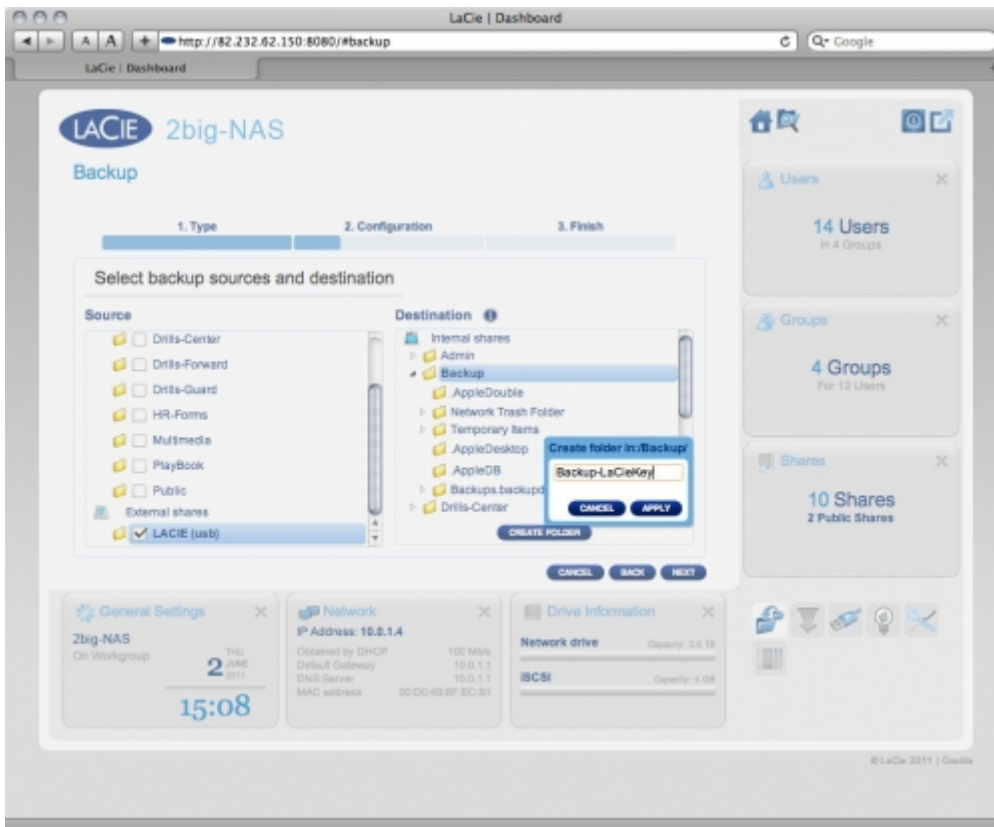 LaCie | Dashboard
A A + http://82.232.62.150:8080/#backup
Google
LaCie | Dashboard
LACIE 2big-NAS
Backup
1. Type
2. Configuration
3. Finish
Select backup sources and destination
Source
Drills-Center
Drills-Forward
Drills-Guard
HR-Forms
Multimedia
PlayBook
Public
External shares
LACIE (usb)
Destination
Internal shares
Admin
Backup
.AppleDouble
Network Trash Folder
Temporary Items
.AppleDesktop
.AppleDB
Backups.backupd
Drills-Center
CREATE FOLDER
Create folder in:/Backup/
Backup-LaCieKey
CANCEL APPLY
CANCEL BACK NEXT
Users
14 Users
In 4 Groups
Groups
4 Groups
For 12 Users
Shares
10 Shares
2 Public Shares
General Settings
2big-NAS
On Workgroup
2 THU. JUNE 2011
15:08
Network
IP Address: 10.0.1.4
Obtained by DHCP 100 Mb/s
Default Gateway 10.0.1.1
DNS Server 10.0.1.1
MAC address
Drive Information
Network drive Capacity: 3.6 TB
iSCSI Capacity: 4 GB
© LaCie 2011 | Credits